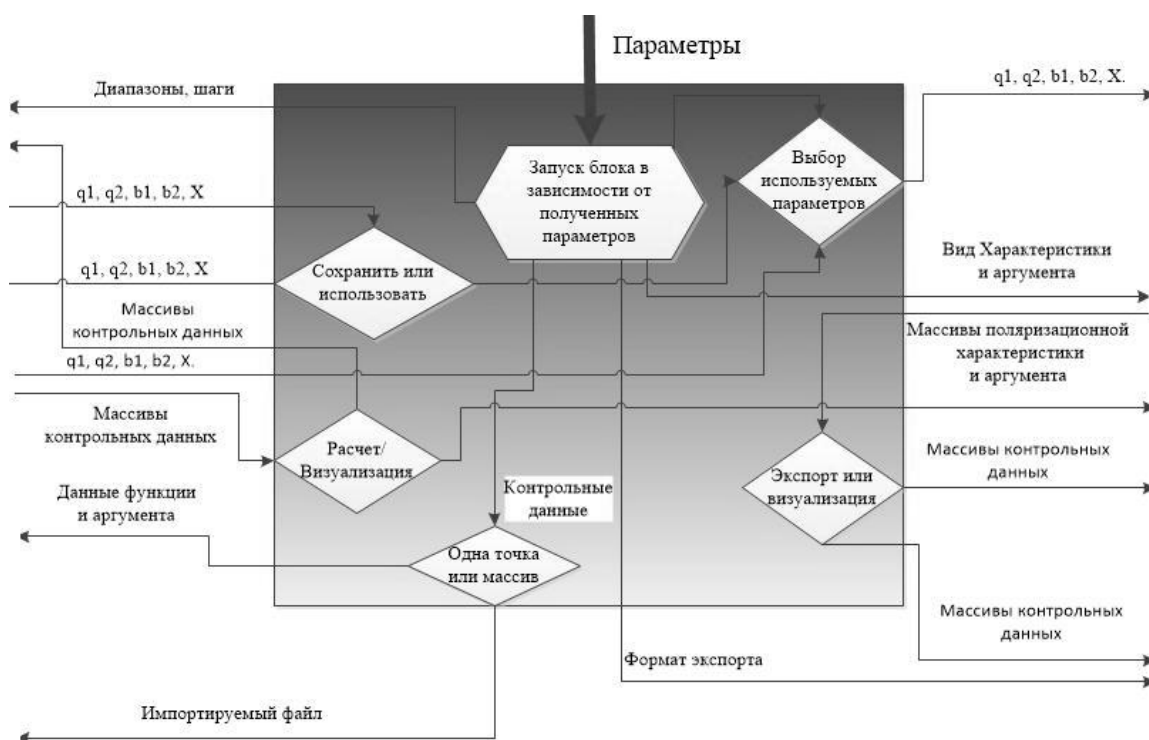 Параметры
q1, q2, b1, b2, X.
Диапазоны, шаги
Запуск блока в
зависимости от
полученных
параметров
Выбор
используемых
параметров
q1, q2, b1, b2, X
q1, q2, b1, b2, X
Сохранить или
использовать
Вид Характеристики
и аргумента
Массивы
контрольных данных
Массивы поляризационной
характеристики
и аргумента
q1, q2, b1, b2, X.
Массивы
контрольных данных
Расчет/
Визуализация
Экспорт или
визуализация
Массивы контрольных
данных
Контрольные
данные
Данные функции
и аргумента
Одна точка
или массив
Массивы контрольных
данных
Формат экспорта
Импортируемый файл